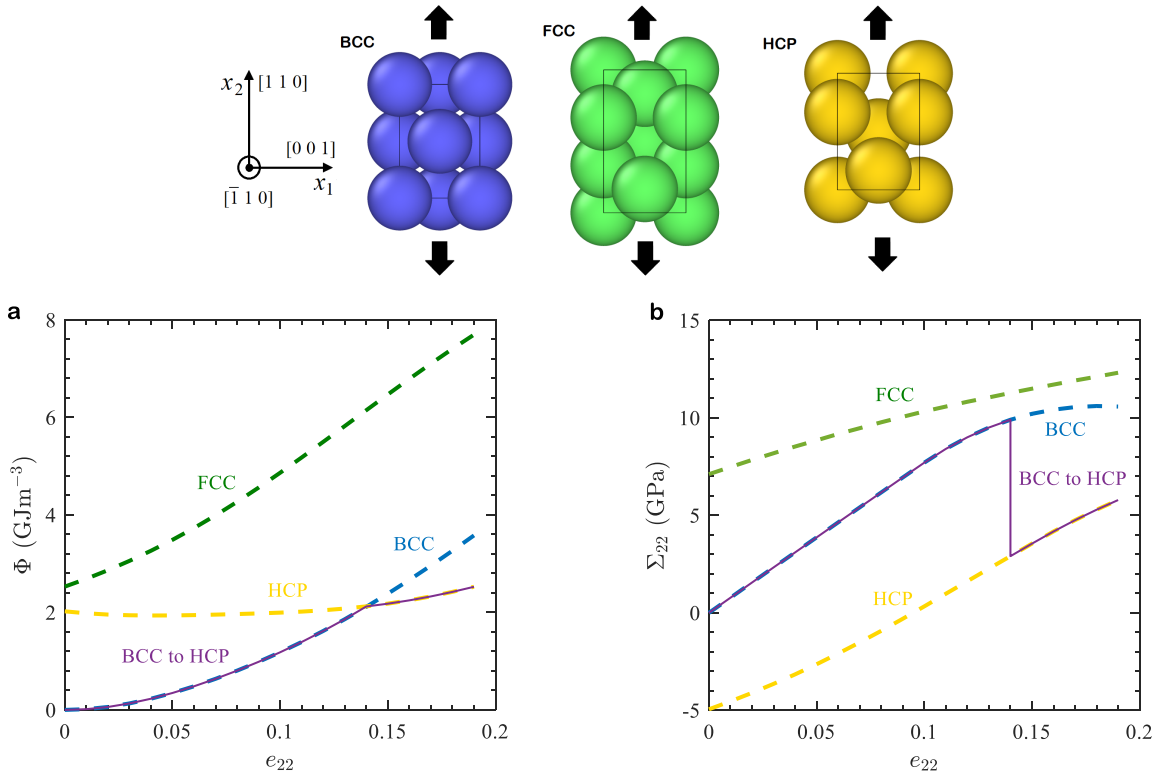 BCC
FCC
HCP
x₂
[1 1 0]
[0 0 1]
[1̅ 1 0]
x₁
a
8
6
4
2
0
Φ (GJm⁻³)
FCC
BCC
HCP
BCC to HCP
0
0.05
0.1
0.15
0.2
e₂₂
b
15
10
5
0
-5
Σ₂₂ (GPa)
FCC
BCC
BCC to HCP
HCP
0
0.05
0.1
0.15
0.2
e₂₂